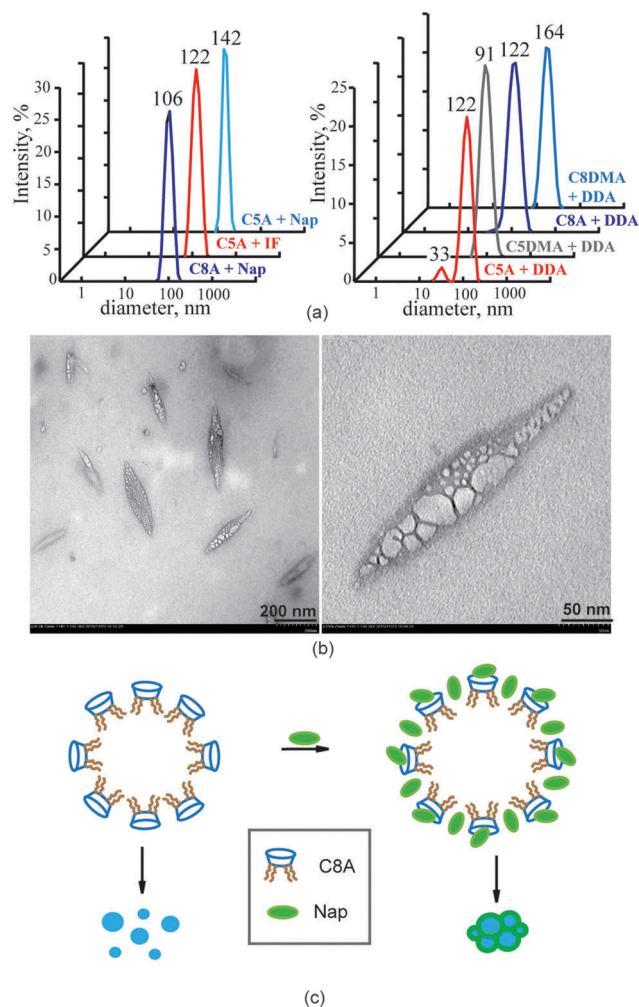 142
122
106
30
25
20
15
10
5
0
Intensity, %
C5A + Nap
C5A + IF
C8A + Nap
1 10 100 1000
diameter, nm
164
122
91
122
25
20
15
10
5
0
Intensity, %
33
C8DMA
+ DDA
C8A + DDA
C5DMA + DDA
C5A + DDA
1 10 100 1000
diameter, nm
(a)
200 nm
50 nm
(b)
C8A
Nap
(c)